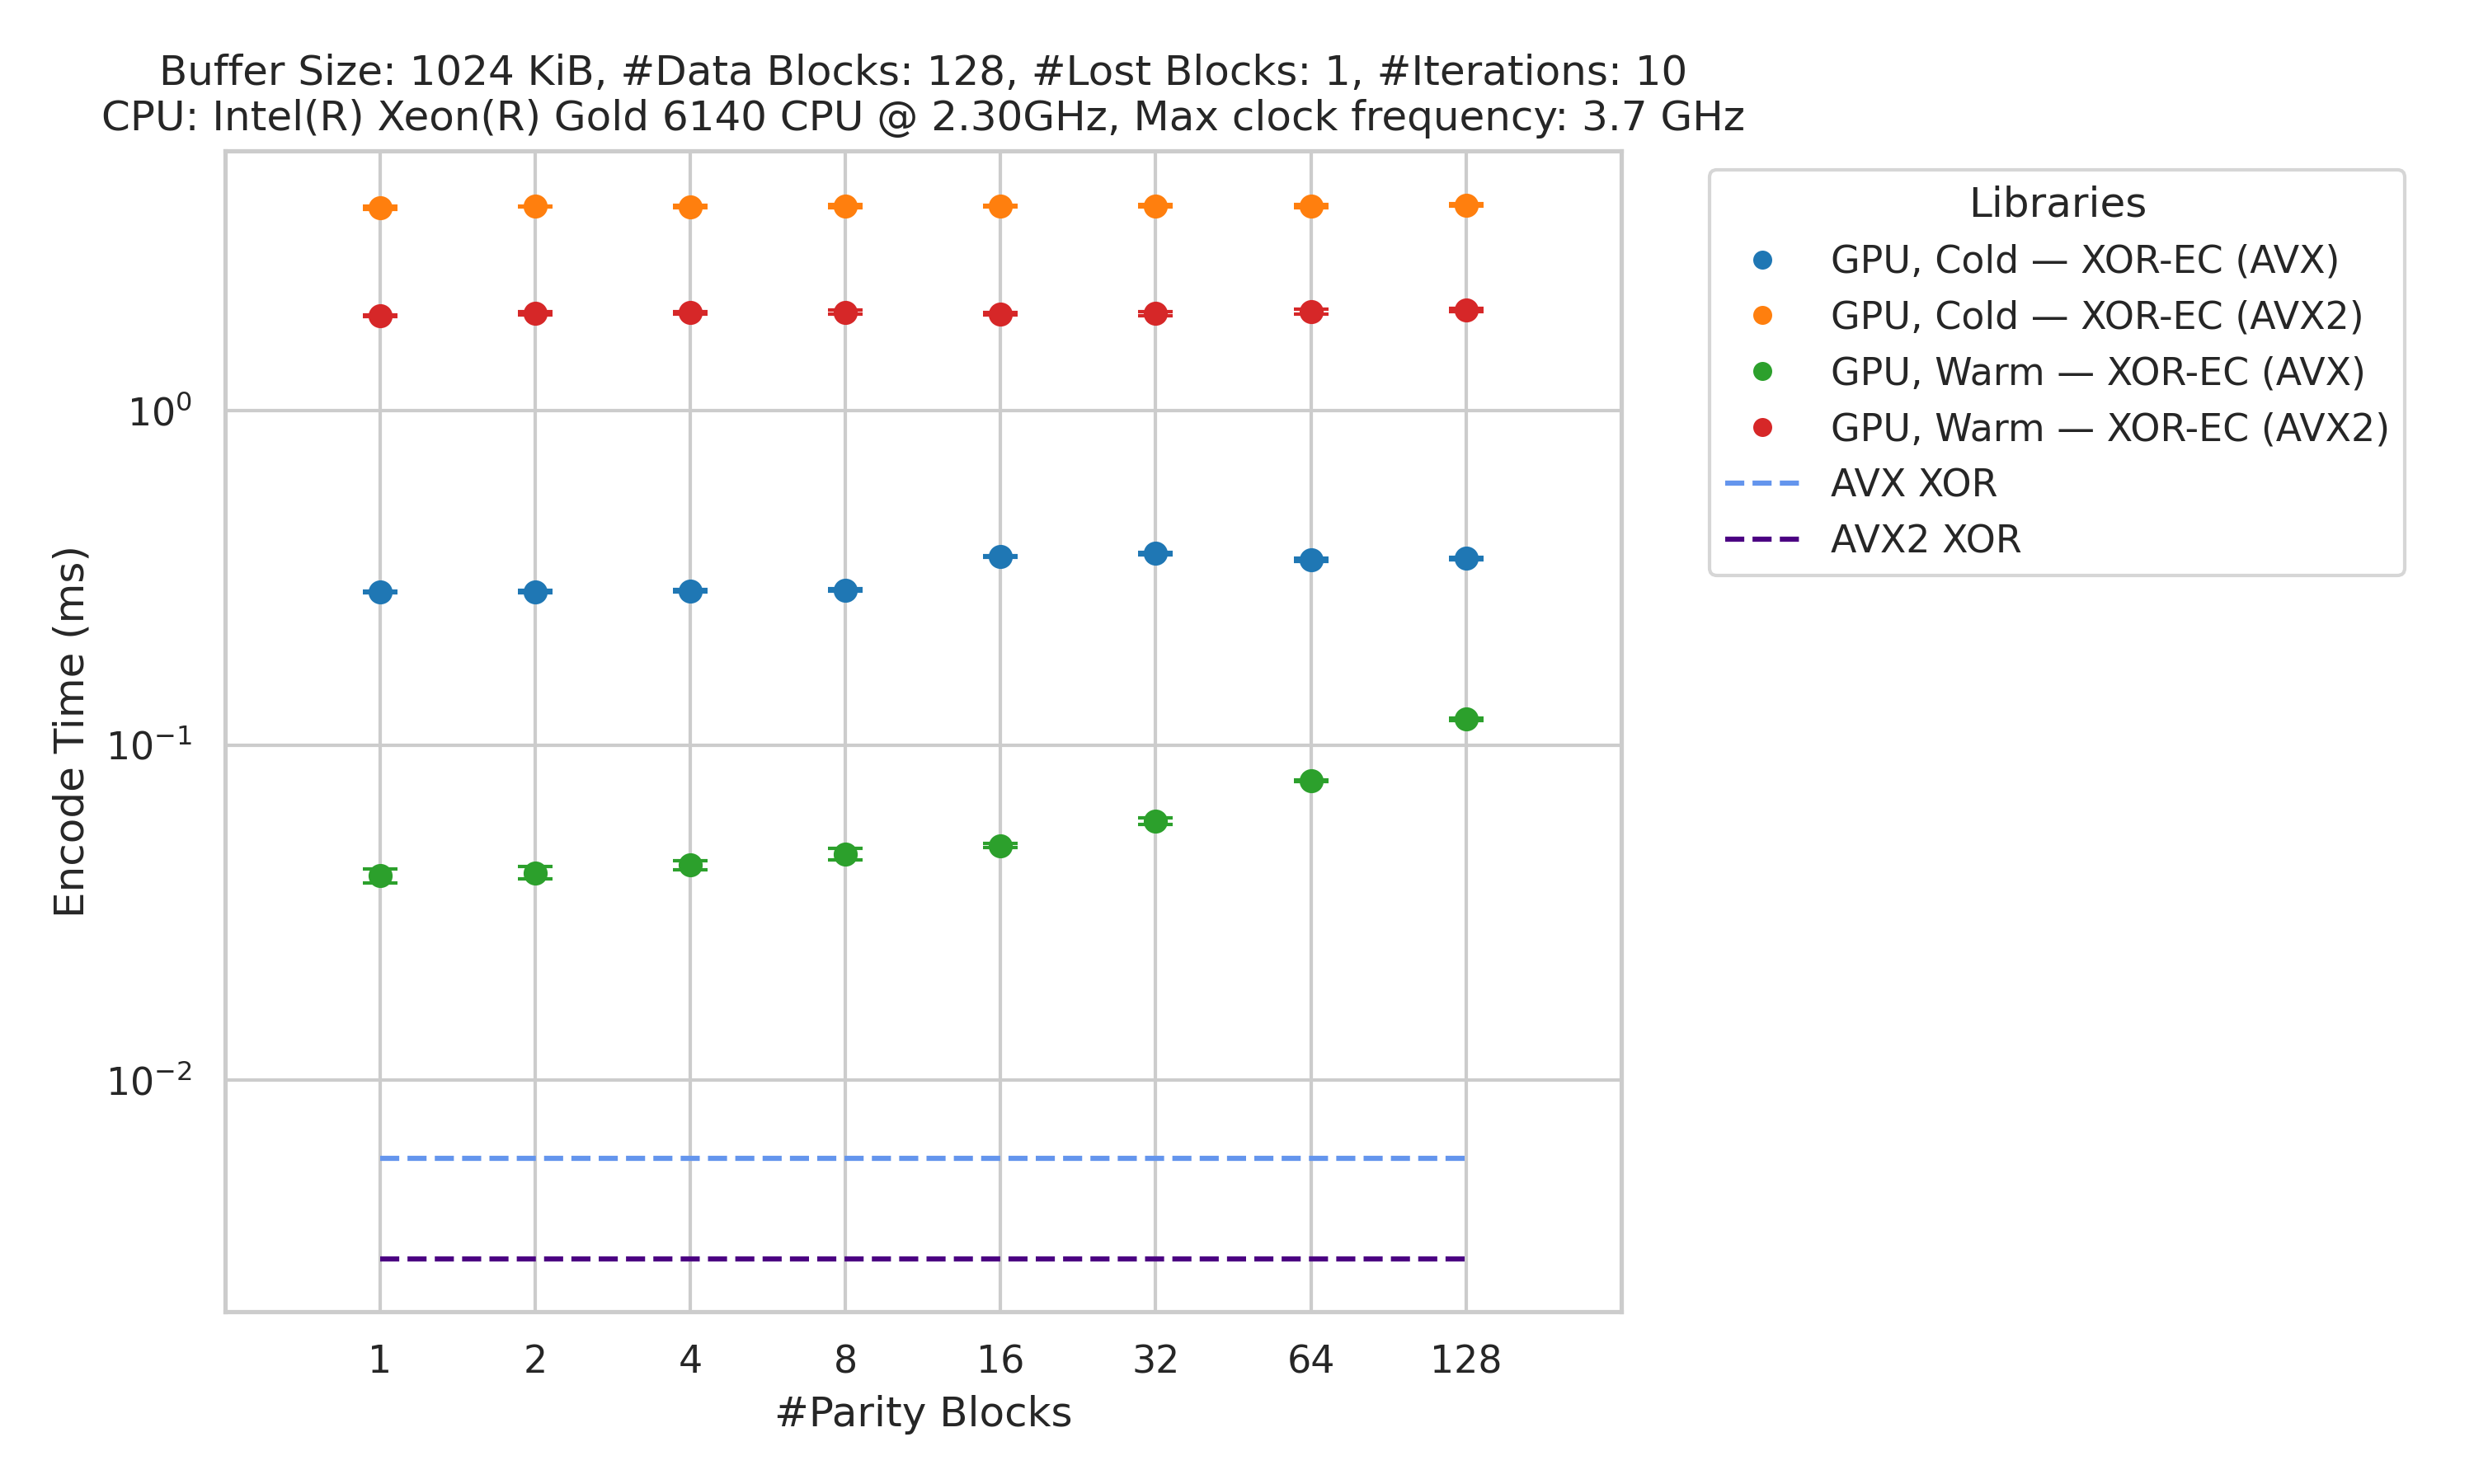 Buffer Size: 1024 KiB, #Data Blocks: 128, #Lost Blocks: 1, #Iterations: 10
CPU: Intel(R) Xeon(R) Gold 6140 CPU @ 2.30GHz, Max clock frequency: 3.7 GHz
Libraries
GPU, Cold — XOR-EC (AVX)
GPU, Cold — XOR-EC (AVX2)
GPU, Warm — XOR-EC (AVX)
GPU, Warm — XOR-EC (AVX2)
AVX XOR
AVX2 XOR
Encode Time (ms)
10⁰
10⁻¹
10⁻²
1 2 4 8 16 32 64 128
#Parity Blocks